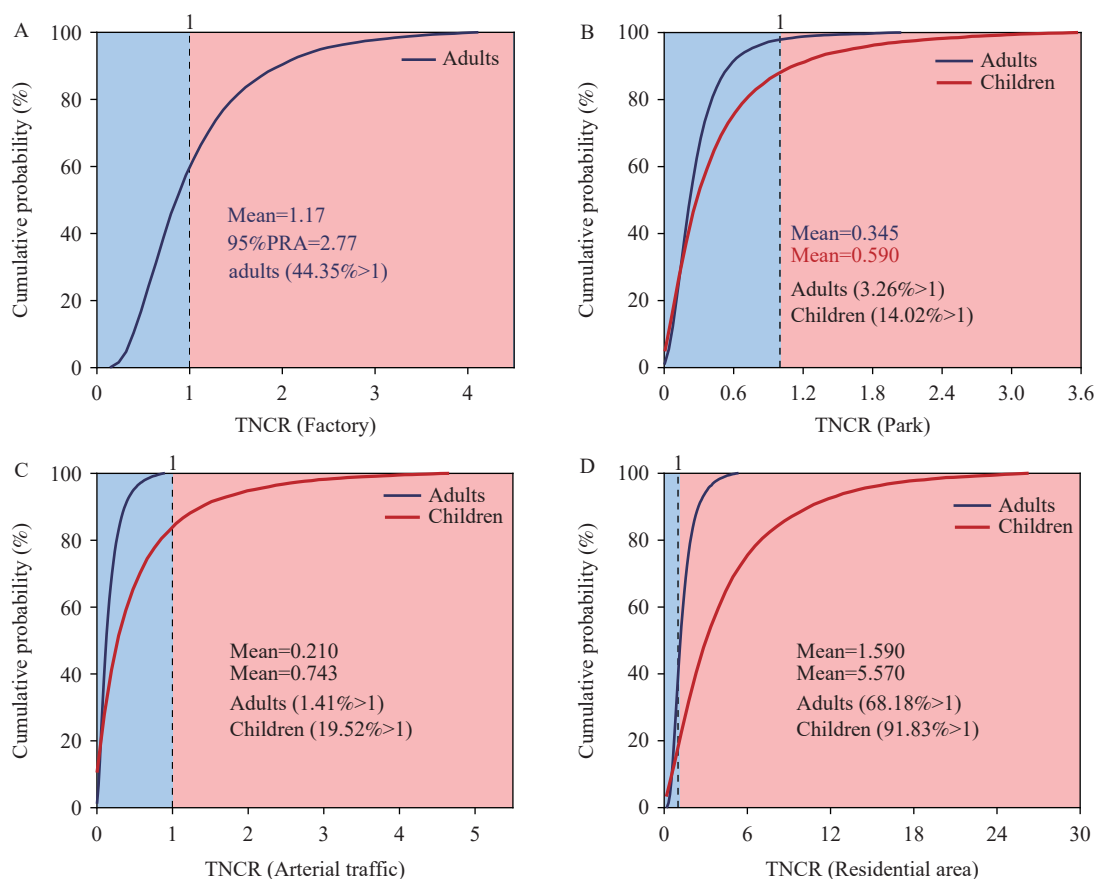 A
1
100
80
60
40
20
0
Cumulative probability (%)
Adults
Mean=1.17
95%PRA=2.77
adults (44.35%>1)
0
1
2
3
4
TNCR (Factory)
B
1
100
80
60
40
20
0
Cumulative probability (%)
Adults
Children
Mean=0.345
Mean=0.590
Adults (3.26%>1)
Children (14.02%>1)
0
0.6
1.2
1.8
2.4
3.0
3.6
TNCR (Park)
C
1
100
80
60
40
20
0
Cumulative probability (%)
Adults
Children
Mean=0.210
Mean=0.743
Adults (1.41%>1)
Children (19.52%>1)
0
1
2
3
4
5
TNCR (Arterial traffic)
D
1
100
80
60
40
20
0
Cumulative probability (%)
Adults
Children
Mean=1.590
Mean=5.570
Adults (68.18%>1)
Children (91.83%>1)
0
6
12
18
24
30
TNCR (Residential area)